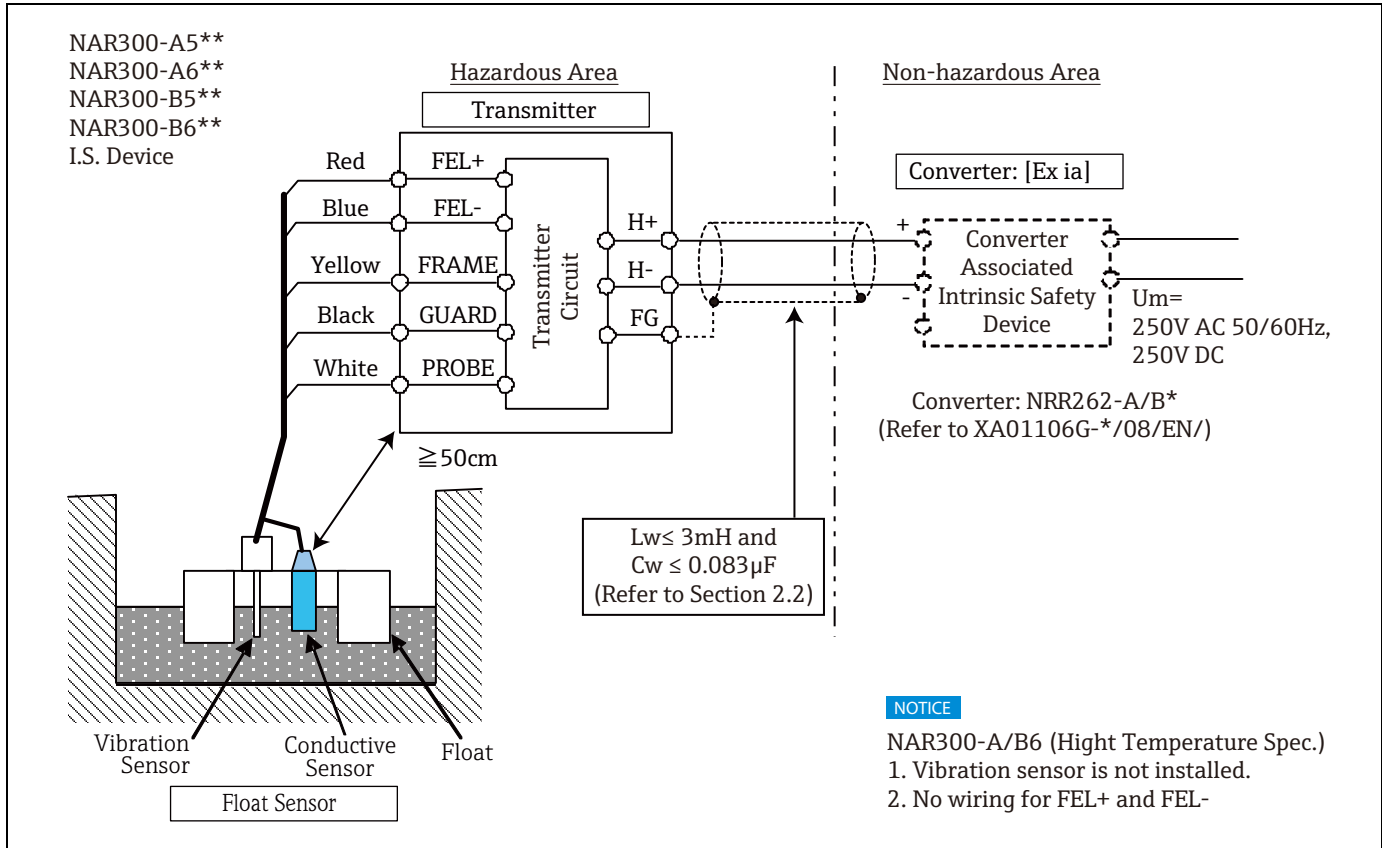 NAR300-A5**
NAR300-A6**
NAR300-B5**
NAR300-B6**
I.S. Device
Hazardous Area
Non-hazardous Area
Transmitter
Converter: [Ex ia]
Red
FEL+
Blue
FEL-
Yellow
FRAME
Black
GUARD
White
PROBE
Transmitter
Circuit
H+
H-
FG
+
-
Converter
Associated
Intrinsic Safety
Device
Um=
250V AC 50/60Hz,
250V DC
Converter: NRR262-A/B*
(Refer to XA01106G-*/08/EN/)
≧50cm
Lw≤ 3mH and
Cw ≤ 0.083µF
(Refer to Section 2.2)
Vibration
Sensor
Conductive
Sensor
Float
Float Sensor
NOTICE
NAR300-A/B6 (Hight Temperature Spec.)
1. Vibration sensor is not installed.
2. No wiring for FEL+ and FEL-